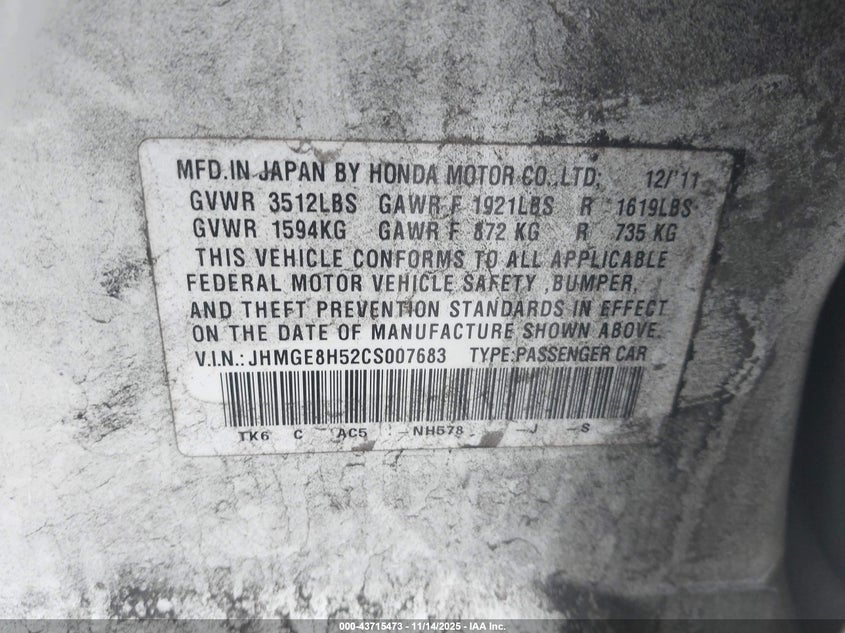 MFD.IN JAPAN BY HONDA MOTOR CO.,LTD. 12/'11
GVWR 3512LBS GAWR F 1921LBS R 1619LBS
GVWR 1594KG GAWR F 872 KG R 735 KG
THIS VEHICLE CONFORMS TO ALL APPLICABLE
FEDERAL MOTOR VEHICLE SAFETY ,BUMPER,
AND THEFT PREVENTION STANDARDS IN EFFECT
ON THE DATE OF MANUFACTURE SHOWN ABOVE.
V.I.N.: JHMGE8H52CS007683 TYPE:PASSENGER CAR
TK6 C AC5 -NH578 -J -S
000-43715473 - 11/14/2025 - IAA Inc.